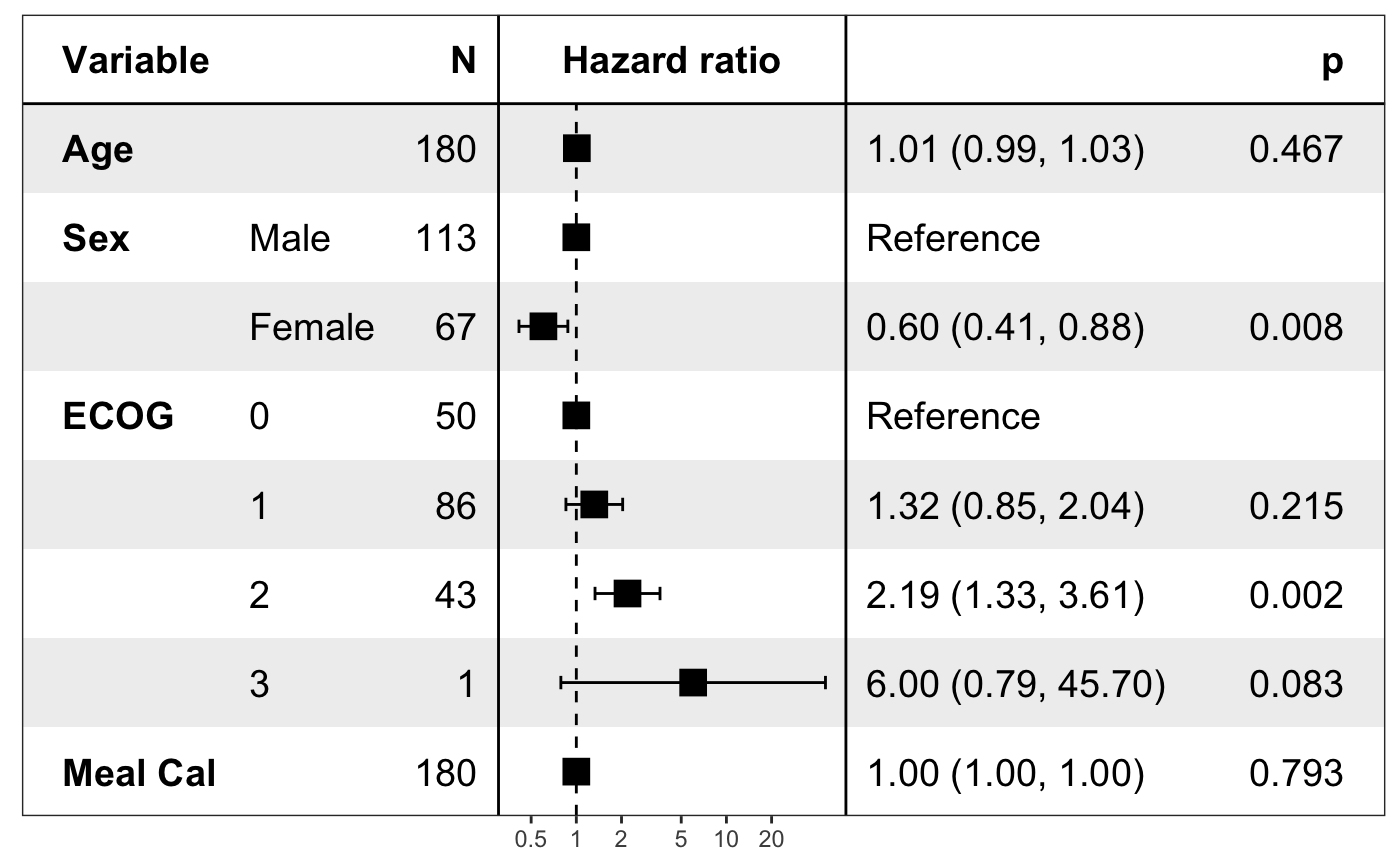 Variable N Hazard ratio p
Age 180 1.01 (0.99, 1.03) 0.467
Sex Male 113 Reference
Female 67 0.60 (0.41, 0.88) 0.008
ECOG 0 50 Reference
1 86 1.32 (0.85, 2.04) 0.215
2 43 2.19 (1.33, 3.61) 0.002
3 1 6.00 (0.79, 45.70) 0.083
Meal Cal 180 1.00 (1.00, 1.00) 0.793
0.5 1 2 5 10 20